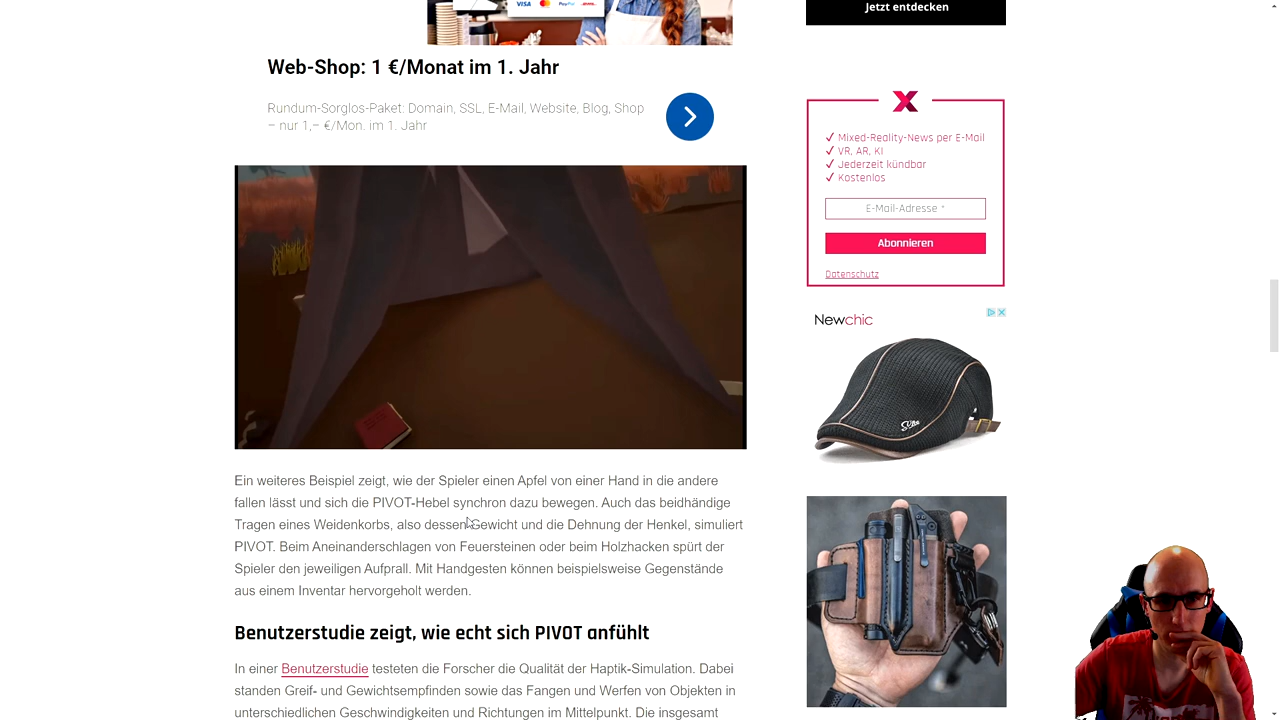 VISA PayPal
Jetzt entdecken
Web-Shop: 1 €/Monat im 1. Jahr
Rundum-Sorglos-Paket: Domain, SSL, E-Mail, Website, Blog, Shop
– nur 1,– €/Mon. im 1. Jahr
X
✓ Mixed-Reality-News per E-Mail
✓ VR, AR, KI
✓ Jederzeit kündbar
✓ Kostenlos
E-Mail-Adresse *
Abonnieren
Datenschutz
Newchic
Ein weiteres Beispiel zeigt, wie der Spieler einen Apfel von einer Hand in die andere
fallen lässt und sich die PIVOT-Hebel synchron dazu bewegen. Auch das beidhändige
Tragen eines Weidenkorbs, also dessen Gewicht und die Dehnung der Henkel, simuliert
PIVOT. Beim Aneinanderschlagen von Feuersteinen oder beim Holzhacken spürt der
Spieler den jeweiligen Aufprall. Mit Handgesten können beispielsweise Gegenstände
aus einem Inventar hervorgeholt werden.
Benutzerstudie zeigt, wie echt sich PIVOT anfühlt
In einer Benutzerstudie testeten die Forscher die Qualität der Haptik-Simulation. Dabei
standen Greif- und Gewichtsempfinden sowie das Fangen und Werfen von Objekten in
unterschiedlichen Geschwindigkeiten und Richtungen im Mittelpunkt. Die insgesamt